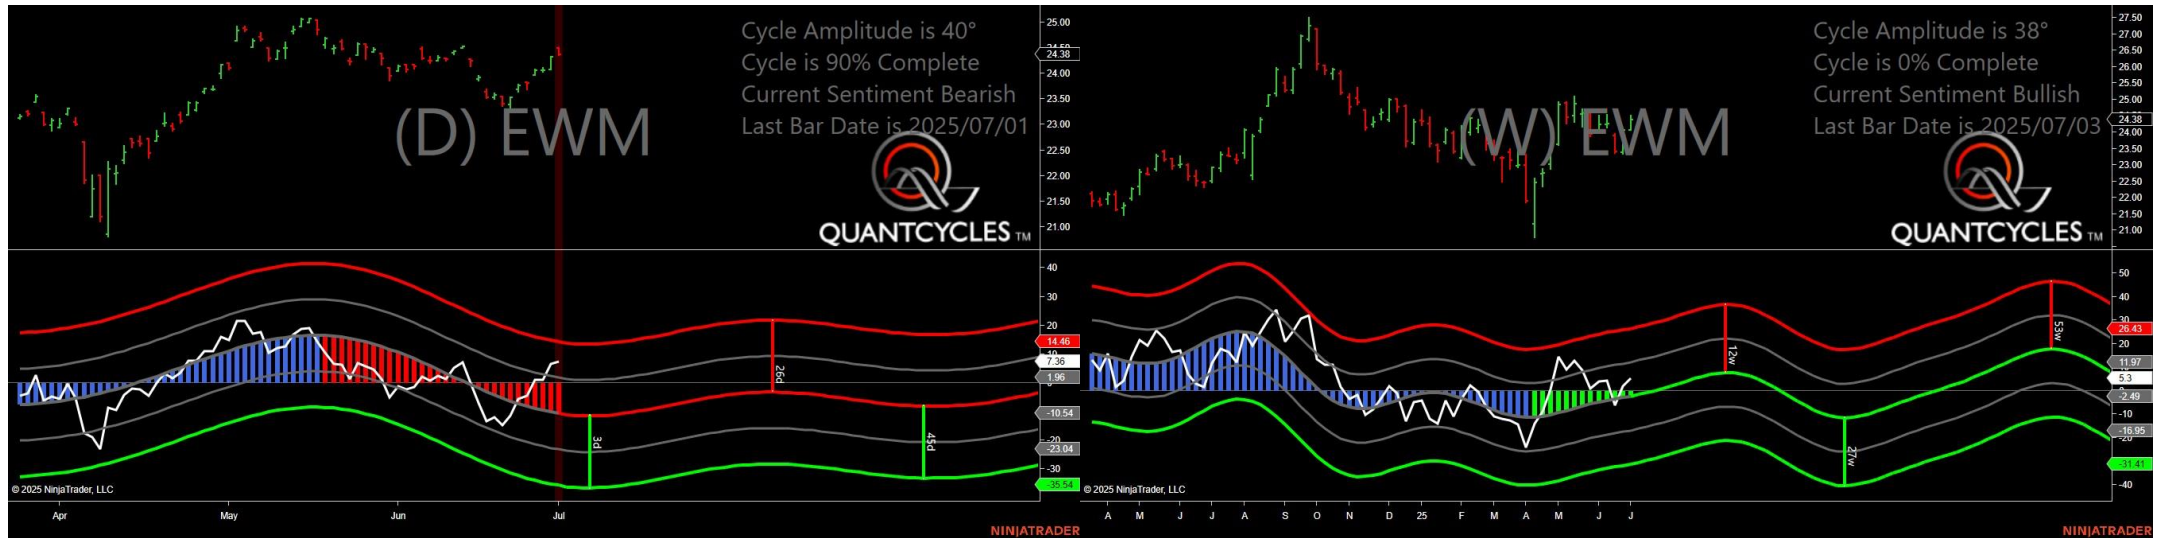 Cycle Amplitude is 40°
Cycle is 90% Complete
Current Sentiment Bearish
Last Bar Date is 2025/07/01
(D) EWM
QUANTCYCLES TM
25.00
24.38
24.00
23.50
23.00
22.50
22.00
21.50
21.00
40
30
20
14.46
7.36
1.96
-10.54
-20
-23.04
-30
-35.54
26d
3d
45d
© 2025 NinjaTrader, LLC
Apr
May
Jun
Jul
NINJATRADER
Cycle Amplitude is 38°
Cycle is 0% Complete
Current Sentiment Bullish
Last Bar Date is 2025/07/03
(W) EWM
QUANTCYCLES TM
27.50
27.00
26.50
26.00
25.50
25.00
24.38
24.00
23.50
23.00
22.50
22.00
21.50
21.00
50
40
30
26.43
20
11.97
5.3
-2.49
-10
-16.95
-20
-31.41
-40
12w
53w
27w
© 2025 NinjaTrader, LLC
A M J J A S O N D 25 F M A M J J
NINJATRADER